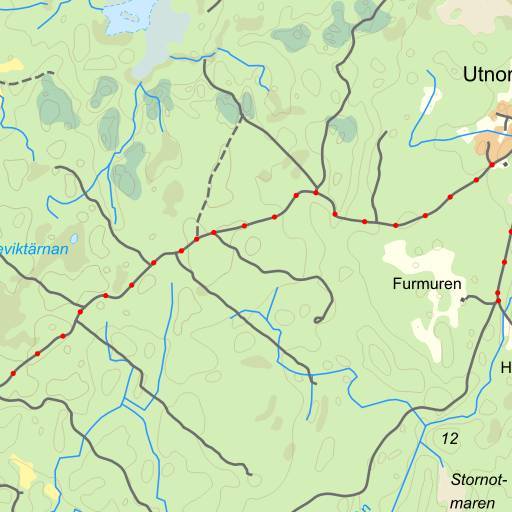 Utnor
eviktärnan
Furmuren
H
12
Stornot-
maren